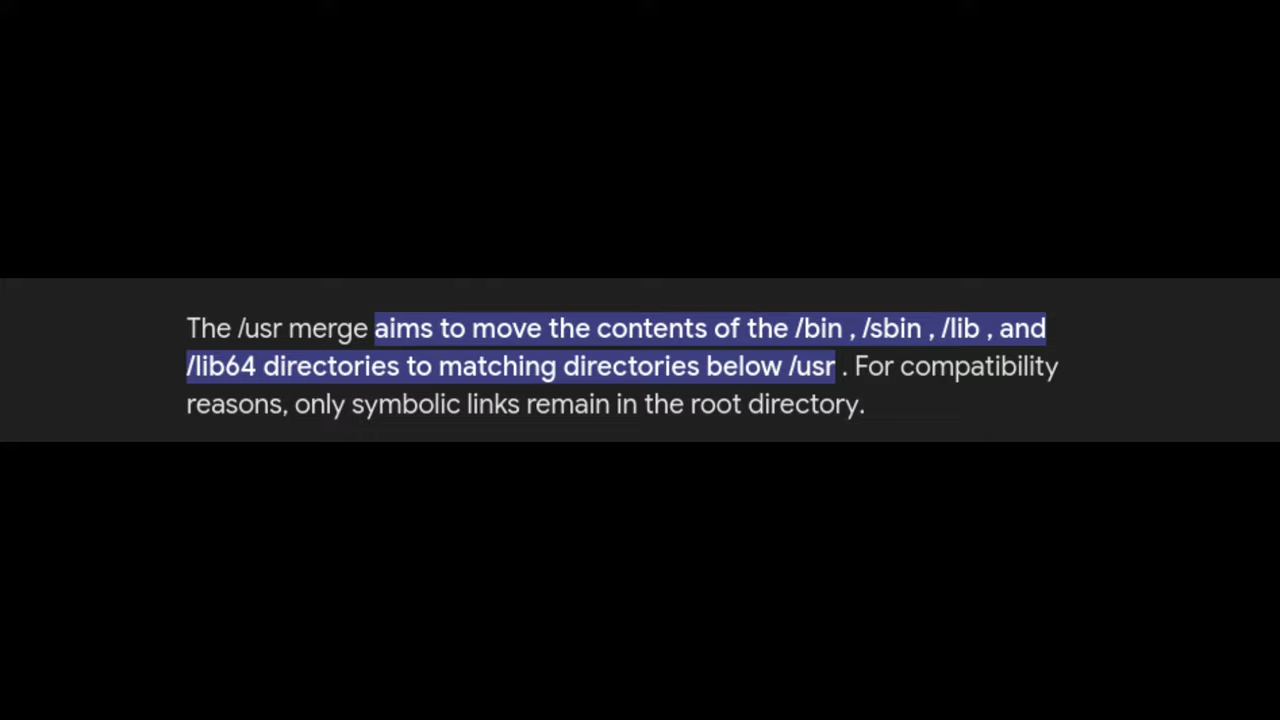 The /usr merge aims to move the contents of the /bin , /sbin , /lib , and
/lib64 directories to matching directories below /usr . For compatibility
reasons, only symbolic links remain in the root directory.